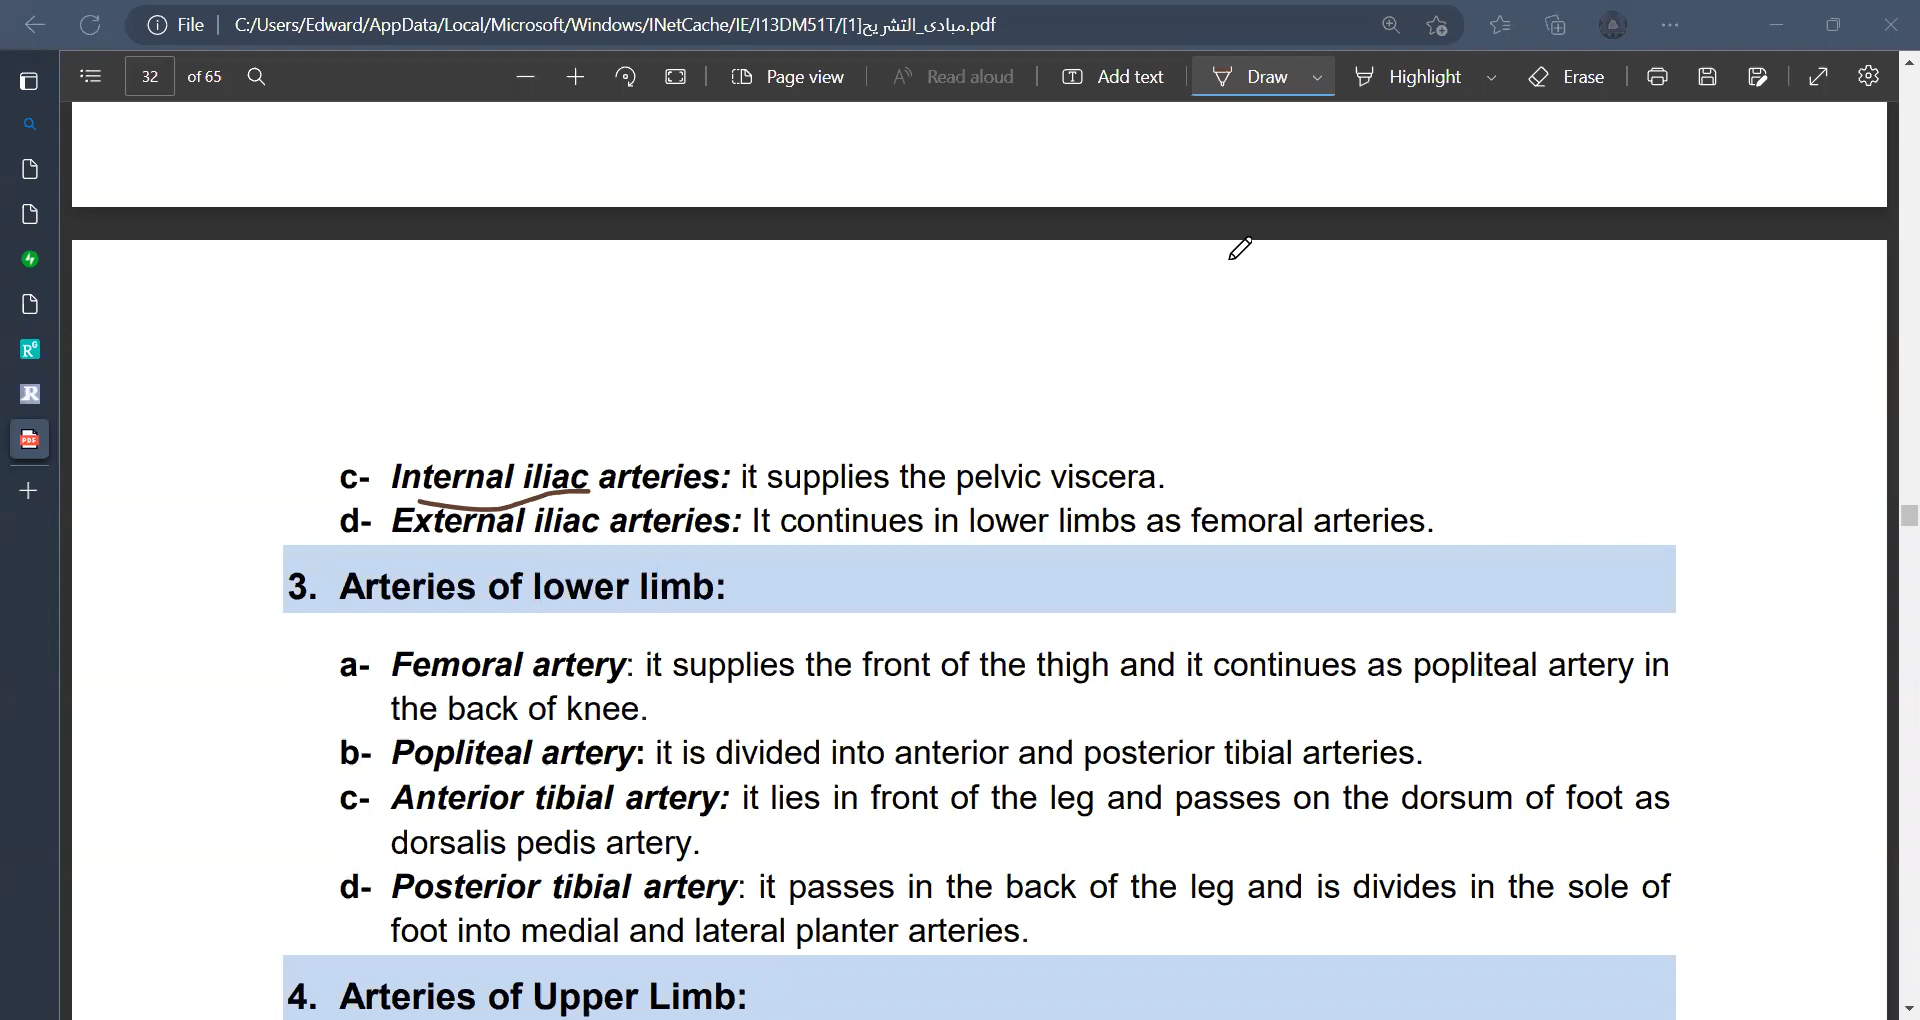 File C:/Users/Edward/AppData/Local/Microsoft/Windows/INetCache/IE/I13DM51T/[1]مبادى_التشريح.pdf
32 of 65 Page view Read aloud Add text Draw Highlight Erase
c- Internal iliac arteries: it supplies the pelvic viscera.
d- External iliac arteries: It continues in lower limbs as femoral arteries.
3. Arteries of lower limb:
a- Femoral artery: it supplies the front of the thigh and it continues as popliteal artery in
the back of knee.
b- Popliteal artery: it is divided into anterior and posterior tibial arteries.
c- Anterior tibial artery: it lies in front of the leg and passes on the dorsum of foot as
dorsalis pedis artery.
d- Posterior tibial artery: it passes in the back of the leg and is divides in the sole of
foot into medial and lateral planter arteries.
4. Arteries of Upper Limb: